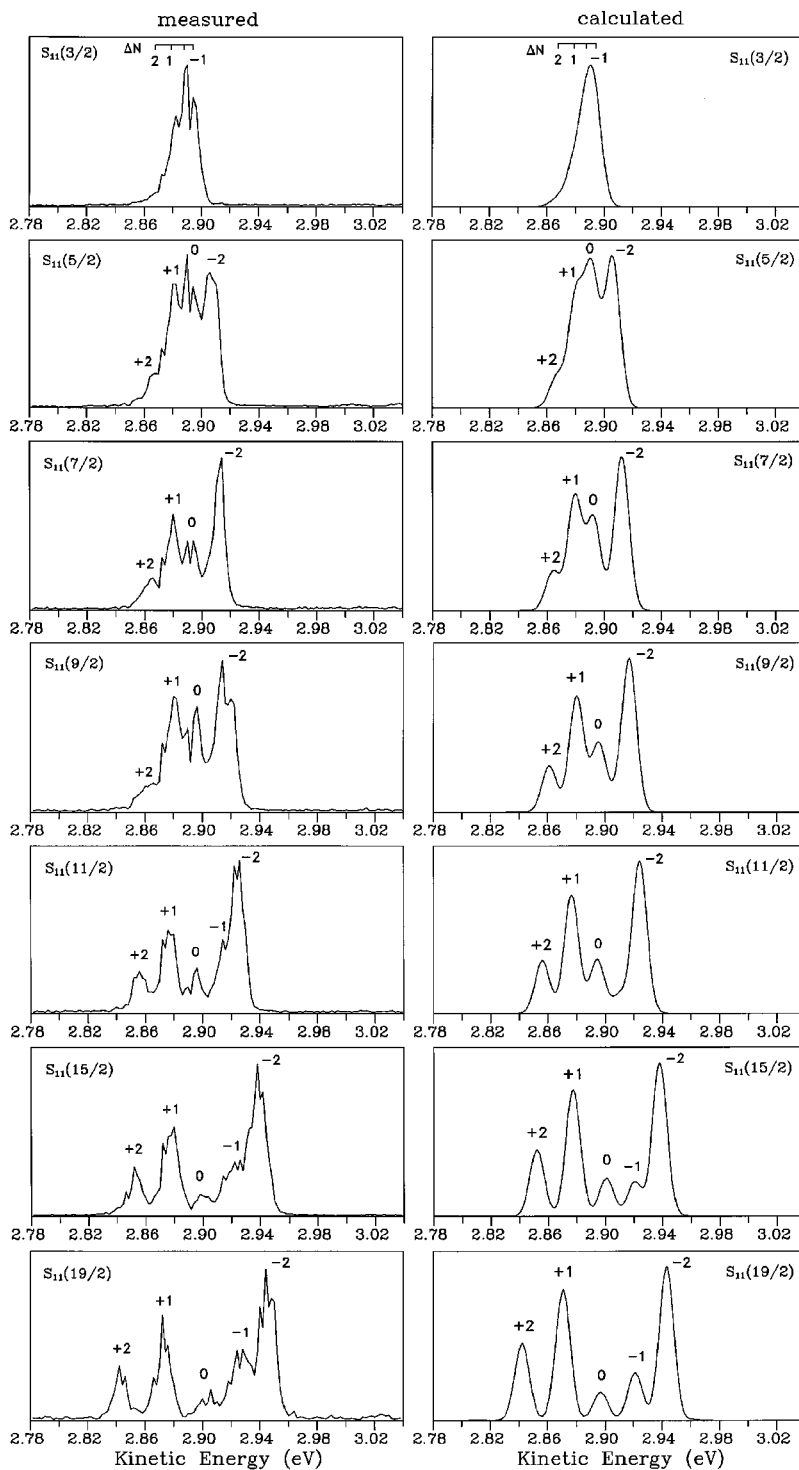 measured
calculated
S₁₁(3/2)
ΔN
2 1 −1
2.78 2.82 2.86 2.90 2.94 2.98 3.02
ΔN
2 1 −1
S₁₁(3/2)
2.78 2.82 2.86 2.90 2.94 2.98 3.02
S₁₁(5/2)
+2 +1 0 −2
2.78 2.82 2.86 2.90 2.94 2.98 3.02
S₁₁(5/2)
+2 +1 0 −2
2.78 2.82 2.86 2.90 2.94 2.98 3.02
S₁₁(7/2)
+2 +1 0 −2
2.78 2.82 2.86 2.90 2.94 2.98 3.02
S₁₁(7/2)
+2 +1 0 −2
2.78 2.82 2.86 2.90 2.94 2.98 3.02
S₁₁(9/2)
+2 +1 0 −2
2.78 2.82 2.86 2.90 2.94 2.98 3.02
S₁₁(9/2)
+2 +1 0 −2
2.78 2.82 2.86 2.90 2.94 2.98 3.02
S₁₁(11/2)
+2 +1 0 −1 −2
2.78 2.82 2.86 2.90 2.94 2.98 3.02
S₁₁(11/2)
+2 +1 0 −2
2.78 2.82 2.86 2.90 2.94 2.98 3.02
S₁₁(15/2)
+2 +1 0 −1 −2
2.78 2.82 2.86 2.90 2.94 2.98 3.02
S₁₁(15/2)
+2 +1 0 −1 −2
2.78 2.82 2.86 2.90 2.94 2.98 3.02
S₁₁(19/2)
+2 +1 0 −1 −2
2.78 2.82 2.86 2.90 2.94 2.98 3.02
Kinetic Energy (eV)
S₁₁(19/2)
+2 +1 0 −1 −2
2.78 2.82 2.86 2.90 2.94 2.98 3.02
Kinetic Energy (eV)